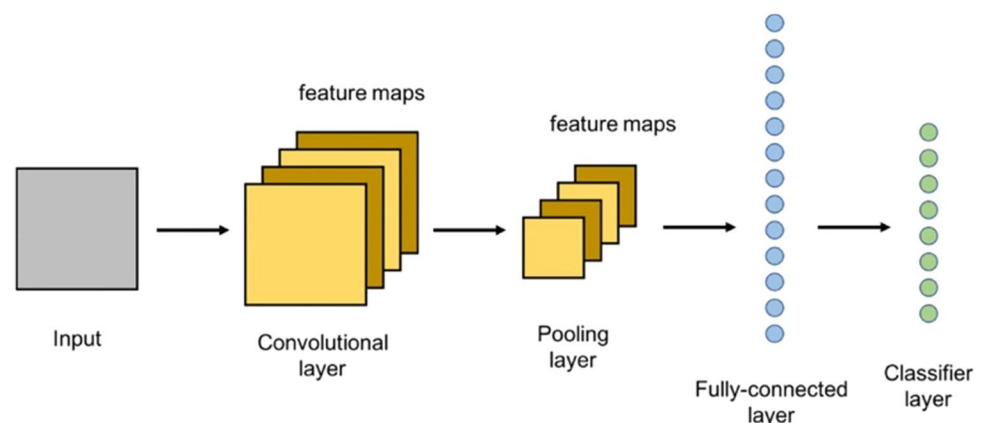 feature maps
feature maps
Input
Convolutional
layer
Pooling
layer
Fully-connected
layer
Classifier
layer